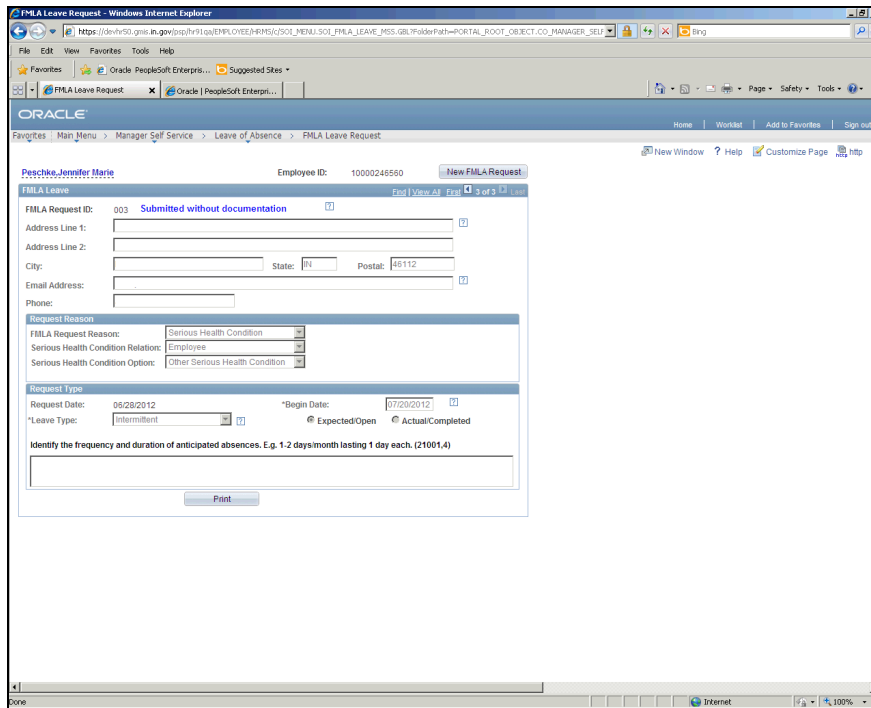 FMLA Leave Request - Windows Internet Explorer
https://devhr50.gmis.in.gov/psp/hr91qa/EMPLOYEE/HRMS/c/SOI_MENU.SOI_FMLA_LEAVE_MSS.GBL?FolderPath=PORTAL_ROOT_OBJECT.CO_MANAGER_SELF Bing
File Edit View Favorites Tools Help
Favorites Oracle PeopleSoft Enterpris... Suggested Sites
FMLA Leave Request X Oracle | PeopleSoft Enterpri... Page Safety Tools
ORACLE
Home | Worklist | Add to Favorites | Sign out
Favorites | Main Menu > Manager Self Service > Leave of Absence > FMLA Leave Request
New Window ? Help Customize Page http
Peschke,Jennifer Marie Employee ID: 10000246560 New FMLA Request
FMLA Leave Find | View All First 3 of 3 Last
FMLA Request ID: 003 Submitted without documentation ?
Address Line 1: ?
Address Line 2:
City: State: IN Postal: 46112
Email Address: ?
Phone:
Request Reason
FMLA Request Reason: Serious Health Condition
Serious Health Condition Relation: Employee
Serious Health Condition Option: Other Serious Health Condition
Request Type
Request Date: 06/28/2012 *Begin Date: 07/20/2012 ?
*Leave Type: Intermittent ? Expected/Open Actual/Completed
Identify the frequency and duration of anticipated absences. E.g. 1-2 days/month lasting 1 day each. (21001,4)
Print
Done Internet 100%